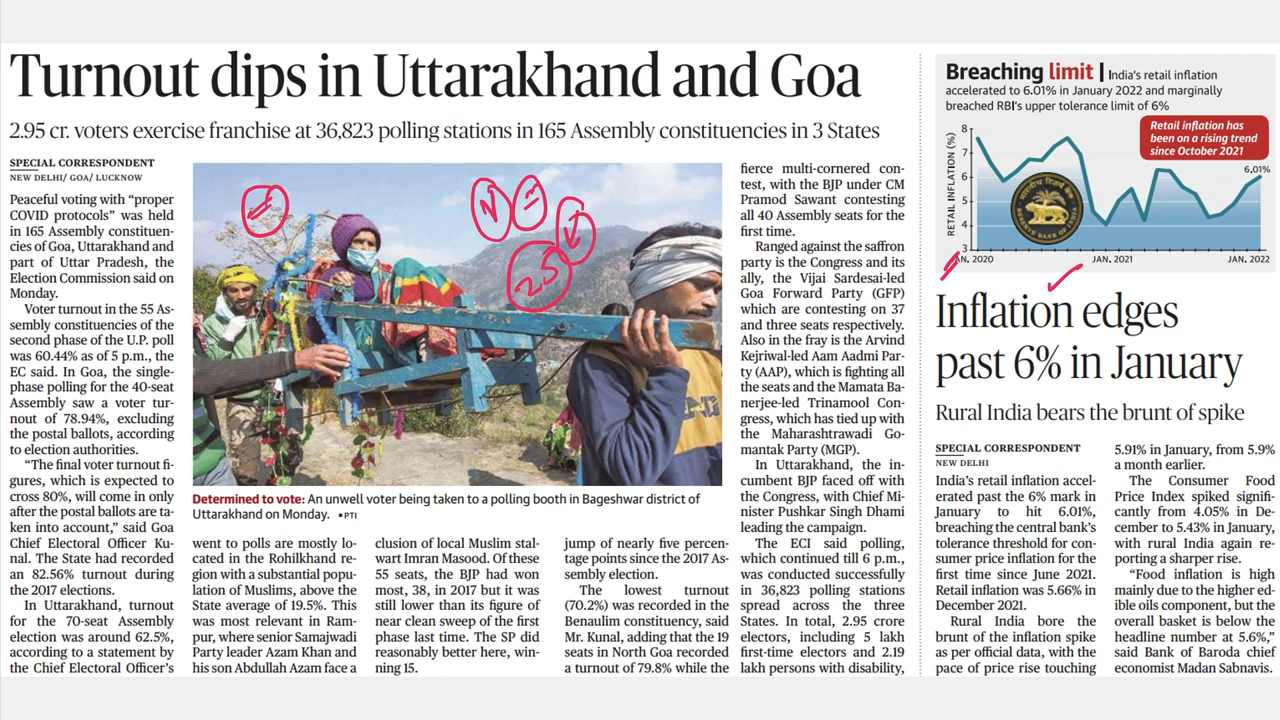 Turnout dips in Uttarakhand and Goa
2.95 cr. voters exercise franchise at 36,823 polling stations in 165 Assembly constituencies in 3 States
SPECIAL CORRESPONDENT
NEW DELHI/ GOA/ LUCKNOW
Peaceful voting with “proper
COVID protocols” was held
in 165 Assembly constituen-
cies of Goa, Uttarakhand and
part of Uttar Pradesh, the
Election Commission said on
Monday.
Voter turnout in the 55 As-
sembly constituencies of the
second phase of the U.P. poll
was 60.44% as of 5 p.m., the
EC said. In Goa, the single-
phase polling for the 40-seat
Assembly saw a voter tur-
nout of 78.94%, excluding
the postal ballots, according
to election authorities.
“The final voter turnout fi-
gures, which is expected to
cross 80%, will come in only
after the postal ballots are ta-
ken into account,” said Goa
Chief Electoral Officer Ku-
nal. The State had recorded
an 82.56% turnout during
the 2017 elections.
In Uttarakhand, turnout
for the 70-seat Assembly
election was around 62.5%,
according to a statement by
the Chief Electoral Officer’s
25
Determined to vote: An unwell voter being taken to a polling booth in Bageshwar district of
Uttarakhand on Monday. ▪PTI
went to polls are mostly lo-
cated in the Rohilkhand re-
gion with a substantial popu-
lation of Muslims, above the
State average of 19.5%. This
was most relevant in Ram-
pur, where senior Samajwadi
Party leader Azam Khan and
his son Abdullah Azam face a
clusion of local Muslim stal-
wart Imran Masood. Of these
55 seats, the BJP had won
most, 38, in 2017 but it was
still lower than its figure of
near clean sweep of the first
phase last time. The SP did
reasonably better here, win-
ning 15.
jump of nearly five percen-
tage points since the 2017 As-
sembly election.
The lowest turnout
(70.2%) was recorded in the
Benaulim constituency, said
Mr. Kunal, adding that the 19
seats in North Goa recorded
a turnout of 79.8% while the
fierce multi-cornered con-
test, with the BJP under CM
Pramod Sawant contesting
all 40 Assembly seats for the
first time.
Ranged against the saffron
party is the Congress and its
ally, the Vijai Sardesai-led
Goa Forward Party (GFP)
which are contesting on 37
and three seats respectively.
Also in the fray is the Arvind
Kejriwal-led Aam Aadmi Par-
ty (AAP), which is fighting all
the seats and the Mamata Ba-
nerjee-led Trinamool Con-
gress, which has tied up with
the Maharashtrawadi Go-
mantak Party (MGP).
In Uttarakhand, the in-
cumbent BJP faced off with
the Congress, with Chief Mi-
nister Pushkar Singh Dhami
leading the campaign.
The ECI said polling,
which continued till 6 p.m.,
was conducted successfully
in 36,823 polling stations
spread across the three
States. In total, 2.95 crore
electors, including 5 lakh
first-time electors and 2.19
lakh persons with disability,
Breaching limit | India’s retail inflation
accelerated to 6.01% in January 2022 and marginally
breached RBI’s upper tolerance limit of 6%
Retail inflation has
been on a rising trend
since October 2021
RETAIL INFLATION (%)
8
7
6
5
4
3
6.01%
JAN. 2020
JAN. 2021
JAN. 2022
Inflation edges
past 6% in January
Rural India bears the brunt of spike
SPECIAL CORRESPONDENT
NEW DELHI
India’s retail inflation accel-
erated past the 6% mark in
January to hit 6.01%,
breaching the central bank’s
tolerance threshold for con-
sumer price inflation for the
first time since June 2021.
Retail inflation was 5.66% in
December 2021.
Rural India bore the
brunt of the inflation spike
as per official data, with the
pace of price rise touching
5.91% in January, from 5.9%
a month earlier.
The Consumer Food
Price Index spiked signifi-
cantly from 4.05% in De-
cember to 5.43% in January,
with rural India again re-
porting a sharper rise.
“Food inflation is high
mainly due to the higher ed-
ible oils component, but the
overall basket is below the
headline number at 5.6%,”
said Bank of Baroda chief
economist Madan Sabnavis.